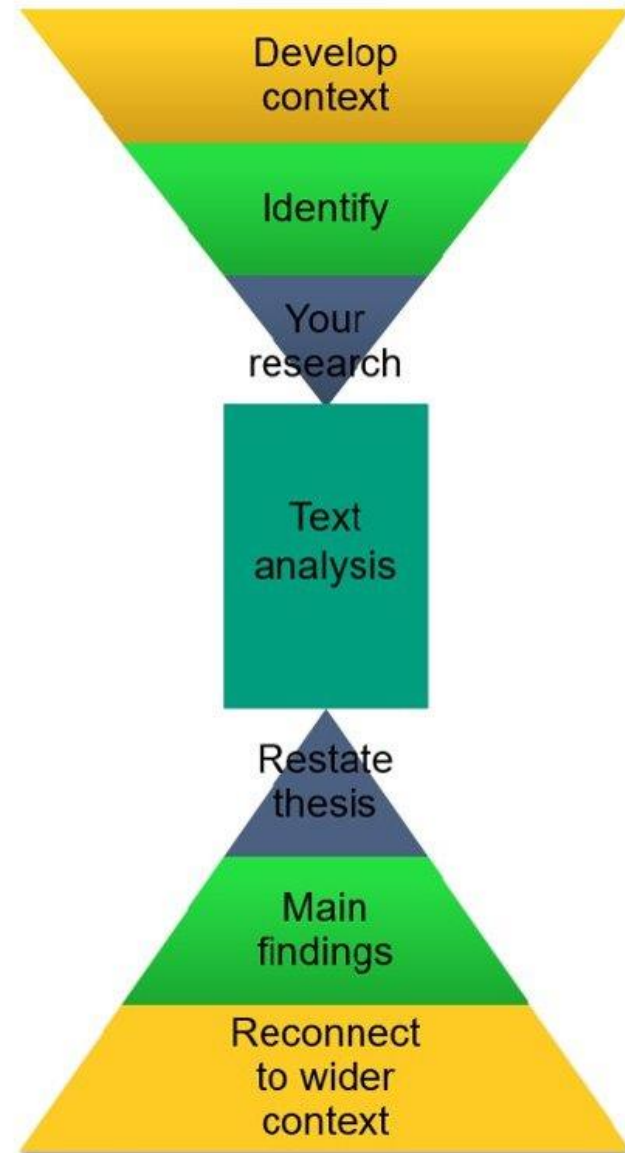 Develop
context
Identify
Your
research
Text
analysis
Restate
thesis
Main
findings
Reconnect
to wider
context